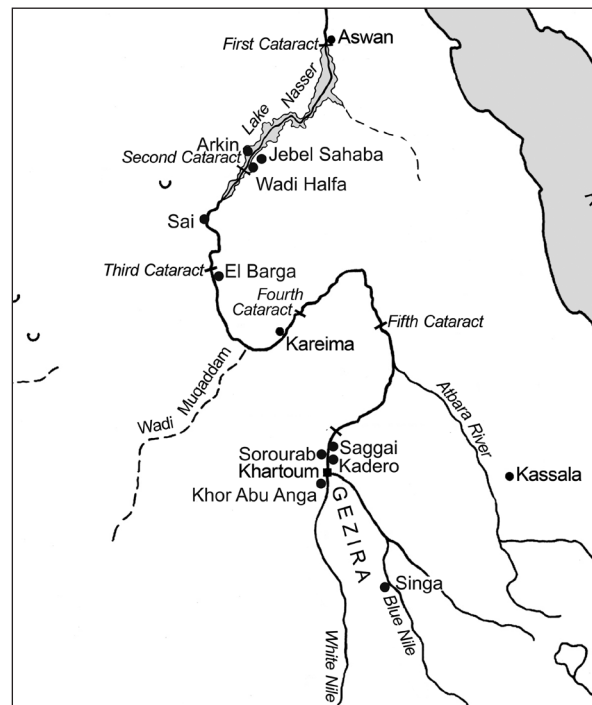 Aswan
First Cataract
Lake Nasser
Arkin
Jebel Sahaba
Second Cataract
Wadi Halfa
Sai
Third Cataract
El Barga
Fourth
Cataract
Fifth Cataract
Kareima
Wadi Muqaddam
Atbara River
Saggai
Sorourab
Kadero
Khartoum
Kassala
Khor Abu Anga
GEZIRA
Singa
Blue Nile
White Nile